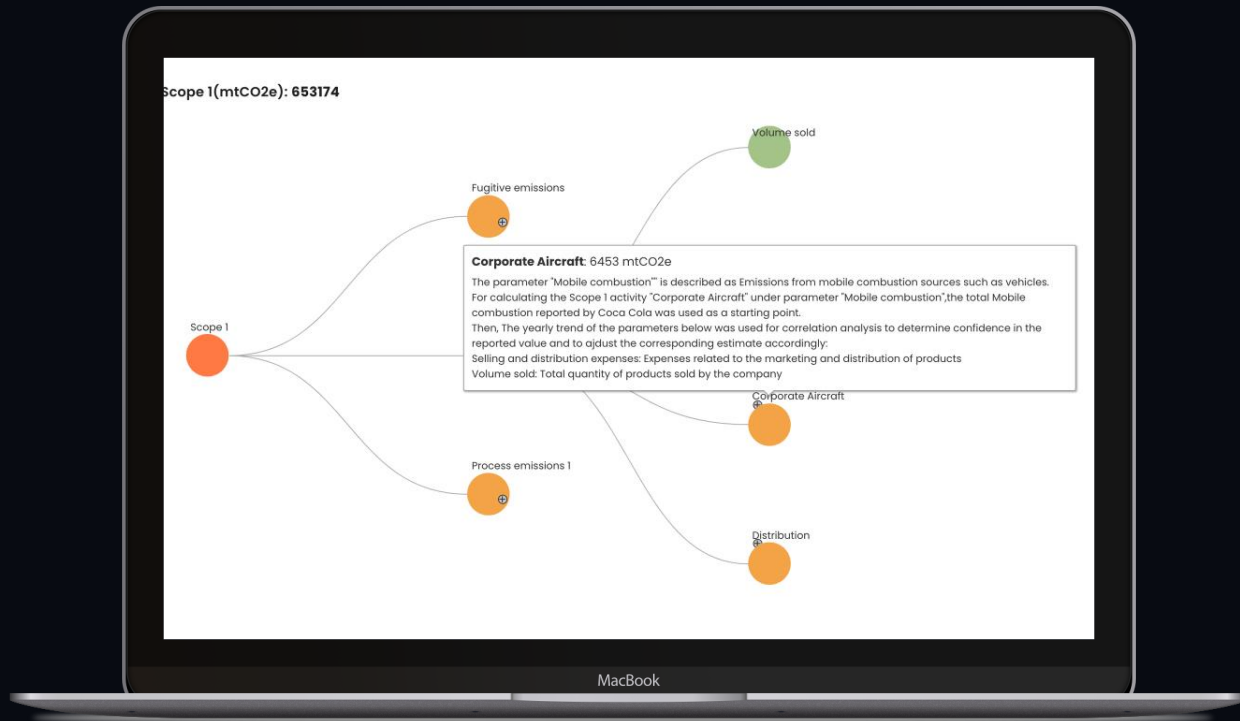 Scope 1(mtCO2e): 653174
Volume sold
Fugitive emissions
Corporate Aircraft: 6453 mtCO2e
The parameter "Mobile combustion"" is described as Emissions from mobile combustion sources such as vehicles.
For calculating the Scope 1 activity "Corporate Aircraft" under parameter "Mobile combustion",the total Mobile
combustion reported by Coca Cola was used as a starting point.
Then, The yearly trend of the parameters below was used for correlation analysis to determine confidence in the
reported value and to ajdust the corresponding estimate accordingly:
Selling and distribution expenses: Expenses related to the marketing and distribution of products
Volume sold: Total quantity of products sold by the company
Scope 1
Corporate Aircraft
Process emissions 1
Distribution
MacBook